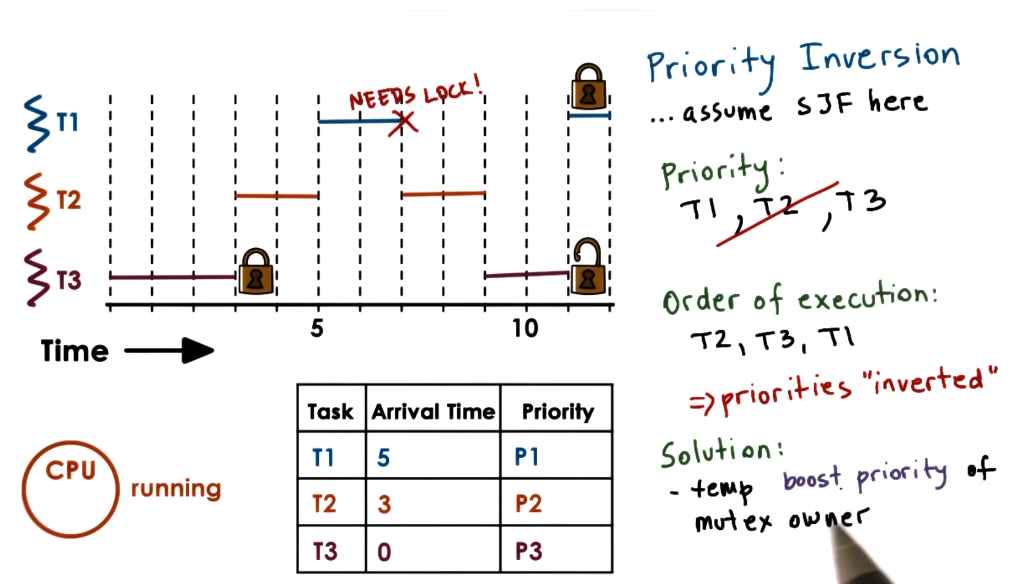 NEEDS LOCK!
T1
T2
T3
5
10
Time
Task Arrival Time Priority
T1 5 P1
T2 3 P2
T3 0 P3
CPU
running
Priority Inversion
... assume SJF here
Priority:
T1, T2, T3
Order of execution:
T2, T3, T1
=> priorities "inverted"
Solution:
- temp boost priority of
mutex owner